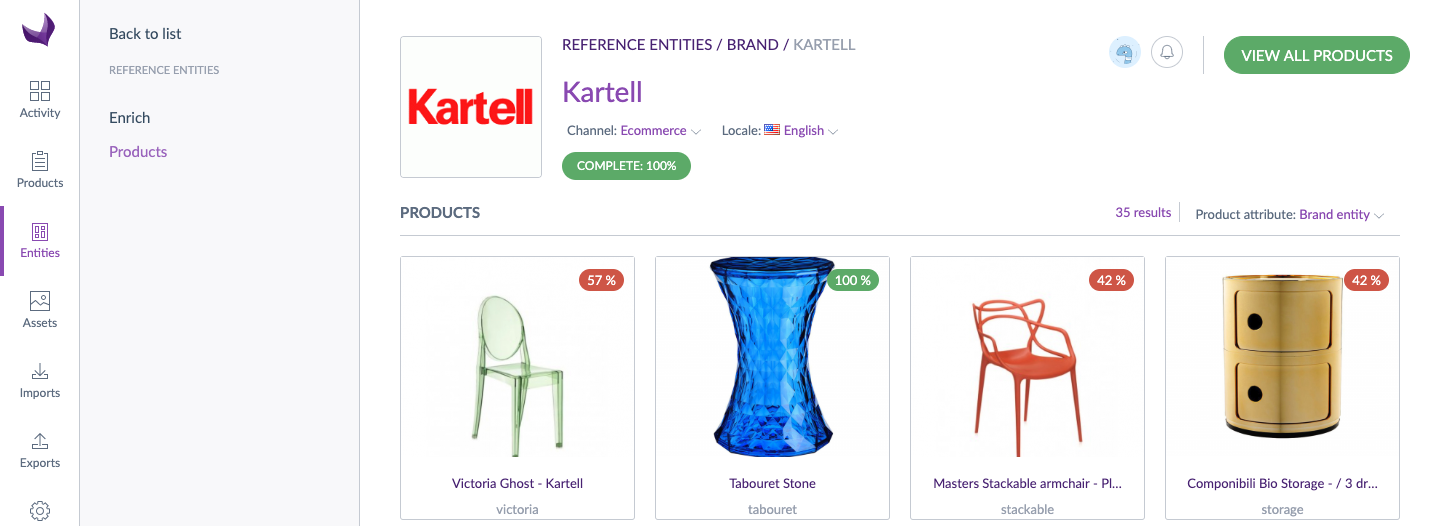 Back to list
REFERENCE ENTITIES
Enrich
Products
Activity
Products
Entities
Assets
Imports
Exports
Kartell
REFERENCE ENTITIES / BRAND / KARTELL
VIEW ALL PRODUCTS
Kartell
Channel: Ecommerce Locale: English
COMPLETE: 100%
PRODUCTS
35 results Product attribute: Brand entity
57 %
100 %
42 %
42 %
Victoria Ghost - Kartell
victoria
Tabouret Stone
tabouret
Masters Stackable armchair - Pl...
stackable
Componibili Bio Storage - / 3 dr...
storage